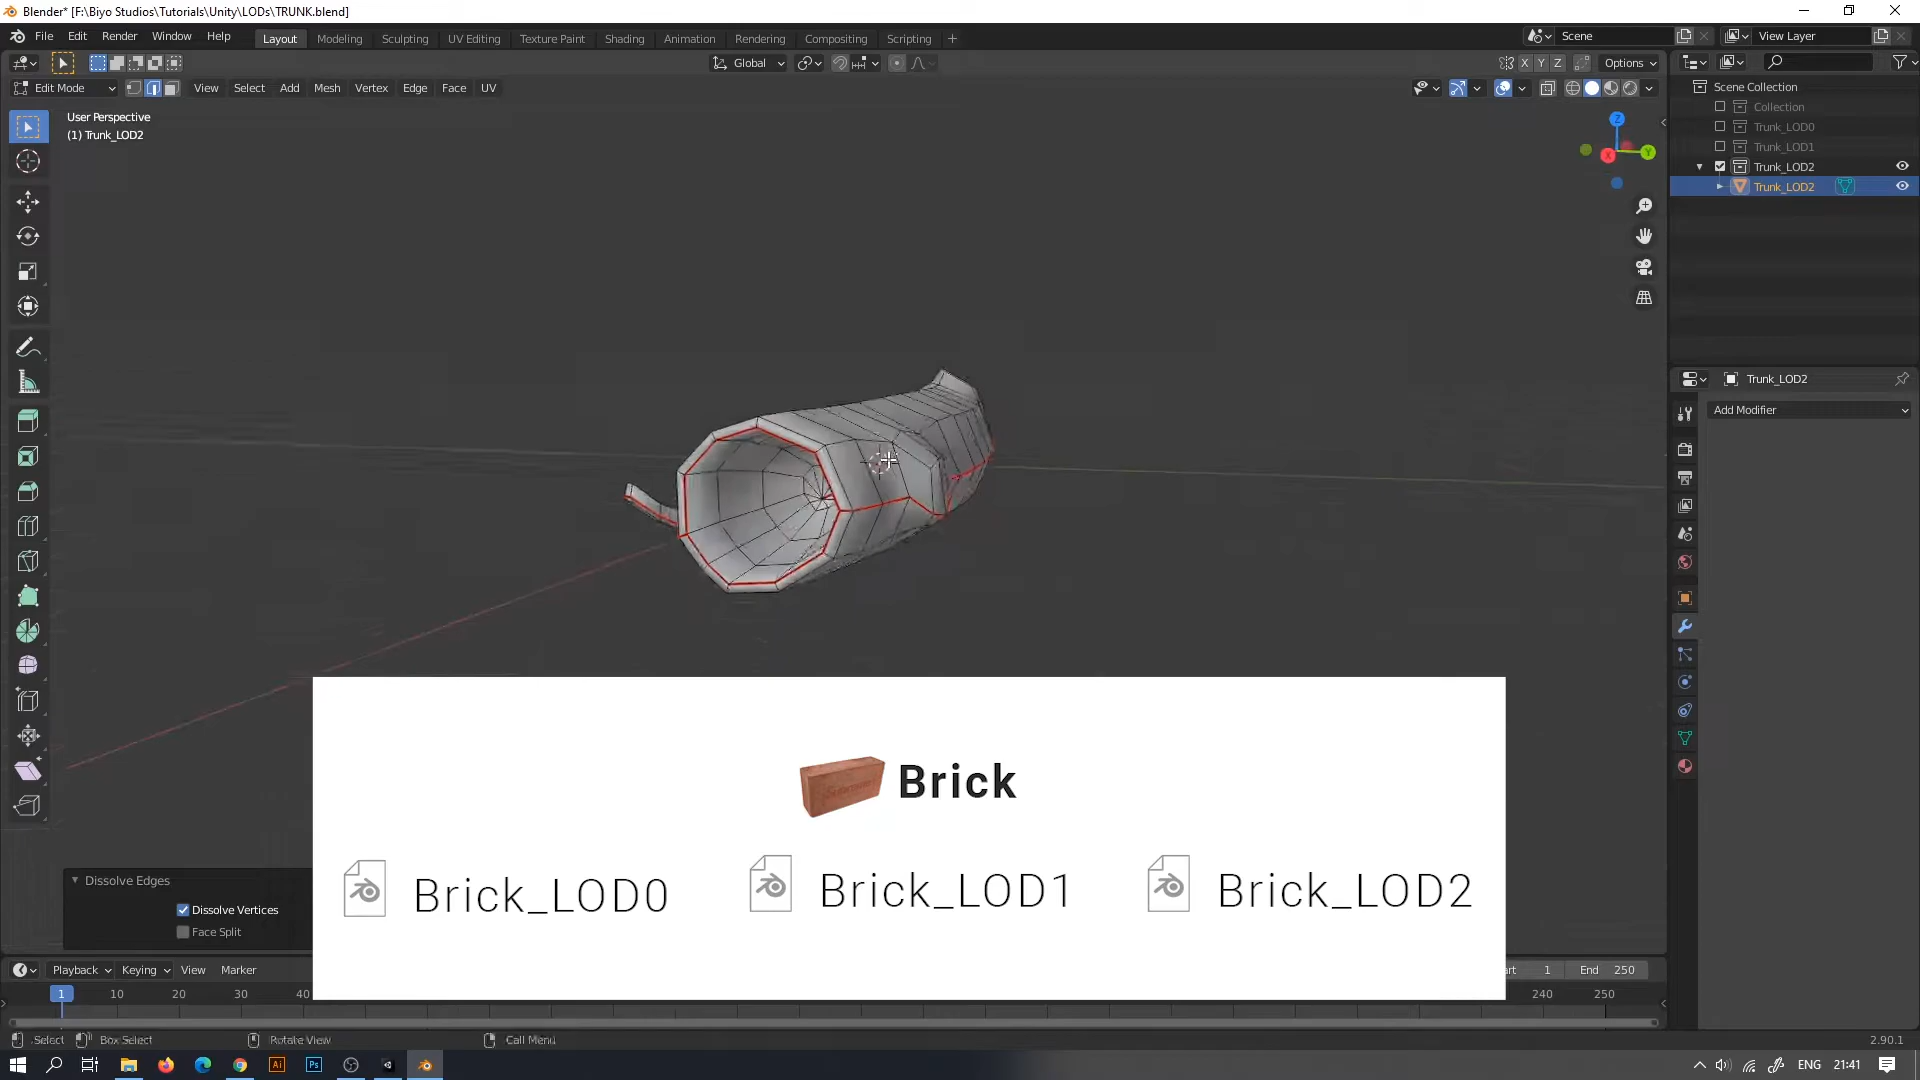 Blender* [F:\Biyo Studios\Tutorials\Unity\LODs\TRUNK.blend]
File Edit Render Window Help Layout Modeling Sculpting UV Editing Texture Paint Shading Animation Rendering Compositing Scripting + Scene View Layer
Global X Y Z Options
Edit Mode View Select Add Mesh Vertex Edge Face UV
User Perspective
(1) Trunk_LOD2
Z
X
Y
Scene Collection
Collection
Trunk_LOD0
Trunk_LOD1
Trunk_LOD2
Trunk_LOD2
Trunk_LOD2
Add Modifier
Brick
Brick_LOD0 Brick_LOD1 Brick_LOD2
Dissolve Edges
Dissolve Vertices
Face Split
Playback Keying View Marker 1 End 250
1 10 20 30 40 240 250
Select Box Select Rotate View Call Menu 2.90.1
Ai Ps ENG 21:41